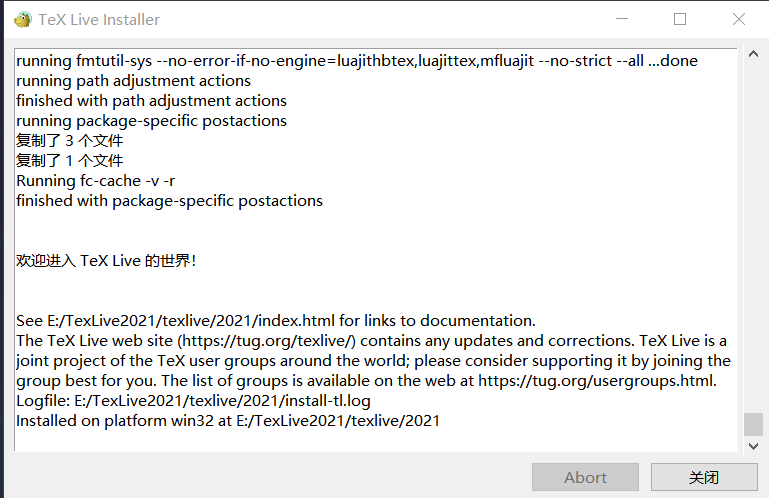 TeX Live Installer
running fmtutil-sys --no-error-if-no-engine=luajithbtex,luajittex,mfluajit --no-strict --all ...done
running path adjustment actions
finished with path adjustment actions
running package-specific postactions
复制了 3 个文件
复制了 1 个文件
Running fc-cache -v -r
finished with package-specific postactions
欢迎进入 TeX Live 的世界！
See E:/TexLive2021/texlive/2021/index.html for links to documentation.
The TeX Live web site (https://tug.org/texlive/) contains any updates and corrections. TeX Live is a
joint project of the TeX user groups around the world; please consider supporting it by joining the
group best for you. The list of groups is available on the web at https://tug.org/usergroups.html.
Logfile: E:/TexLive2021/texlive/2021/install-tl.log
Installed on platform win32 at E:/TexLive2021/texlive/2021
Abort
关闭